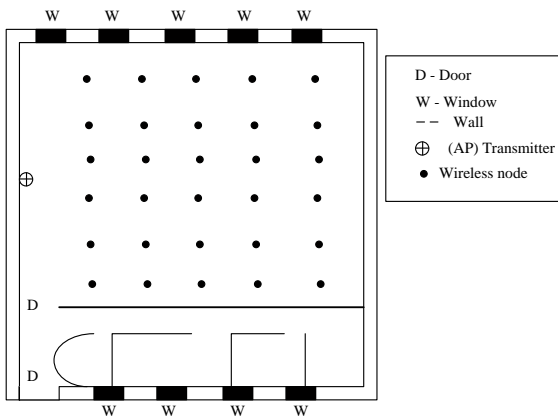 W W W W W
D - Door
W - Window
-- Wall
(AP) Transmitter
Wireless node
D
D
W W W W